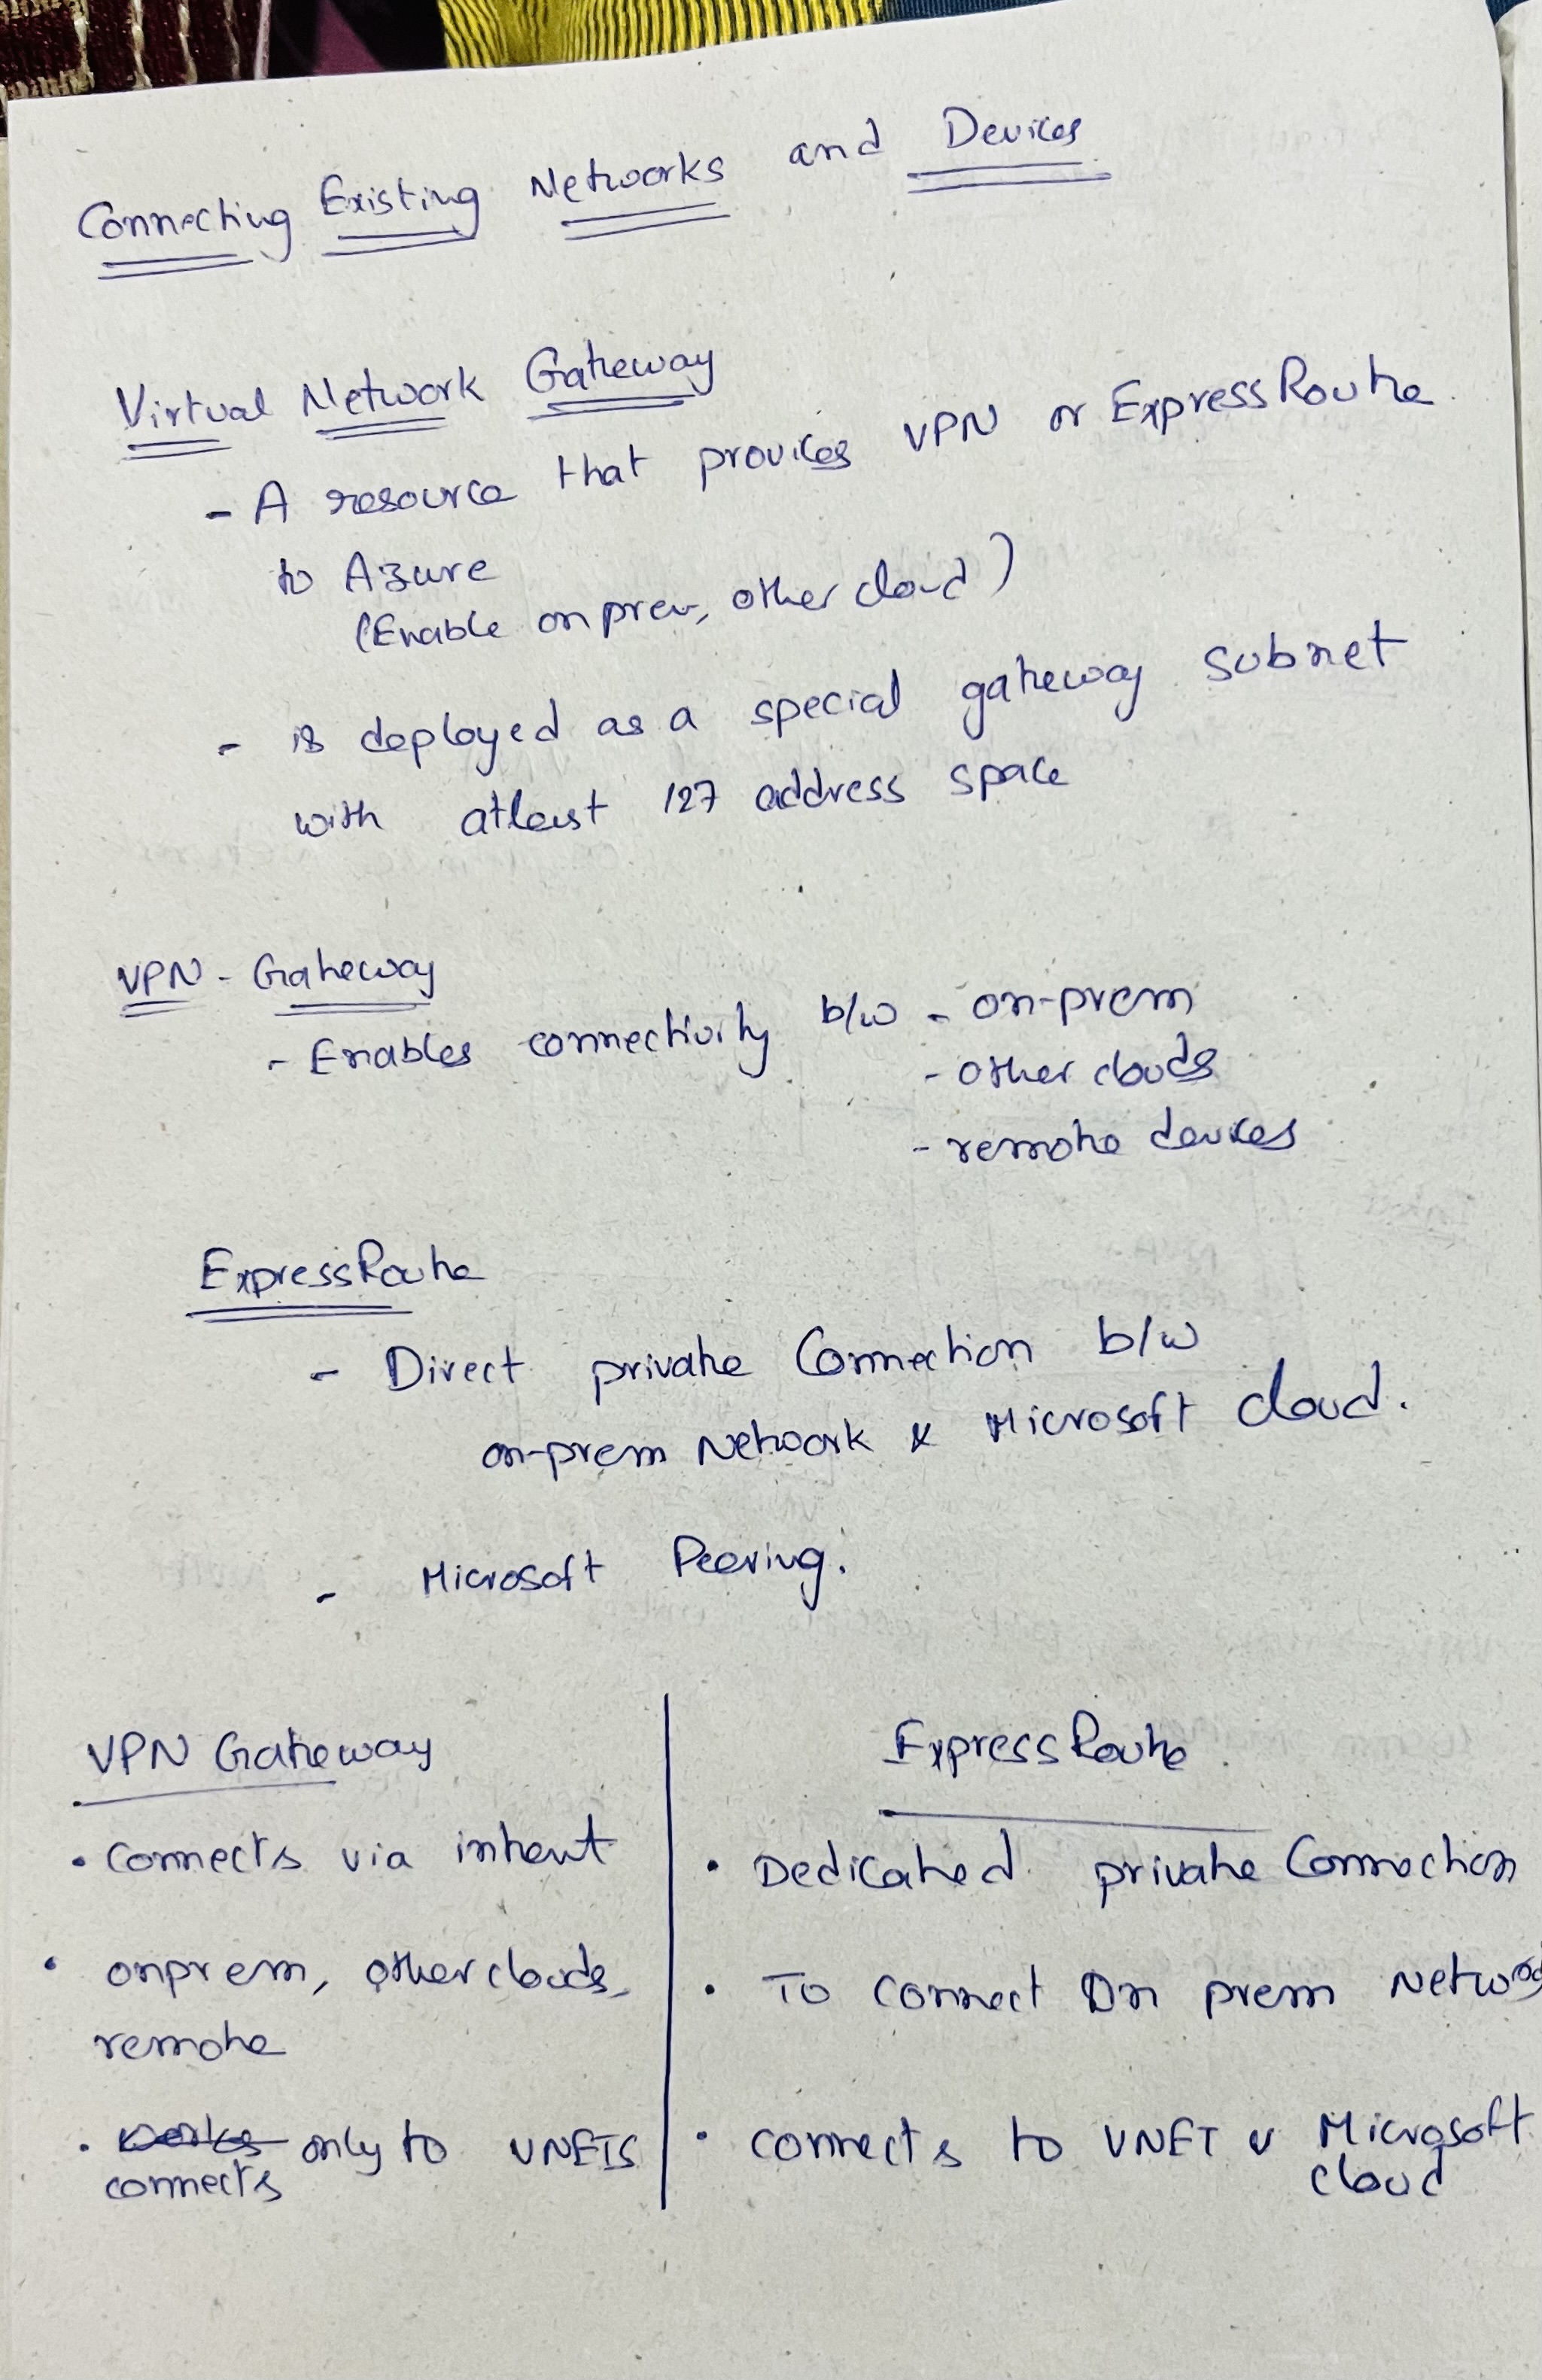 Connecting Existing Networks and Devices
Virtual Network Gateway
- A resource that provices VPN or ExpressRoute
to Azure
(Enable on prem, other cloud)
- is deployed as a special gateway subnet
with atleast /27 address space
VPN - Gateway
- Enables connectivity b/w - on-prem
- other clouds
- remote devices
ExpressRoute
- Direct private Connection b/w
on-prem Network & Microsoft cloud.
- Microsoft Peering.
VPN Gateway
• connects via internt
• onprem, other clouds,
remote
• works only to VNETS
connects
ExpressRoute
• Dedicated private Connection
• To connect On prem Network
• connects to VNET & Microsoft
cloud